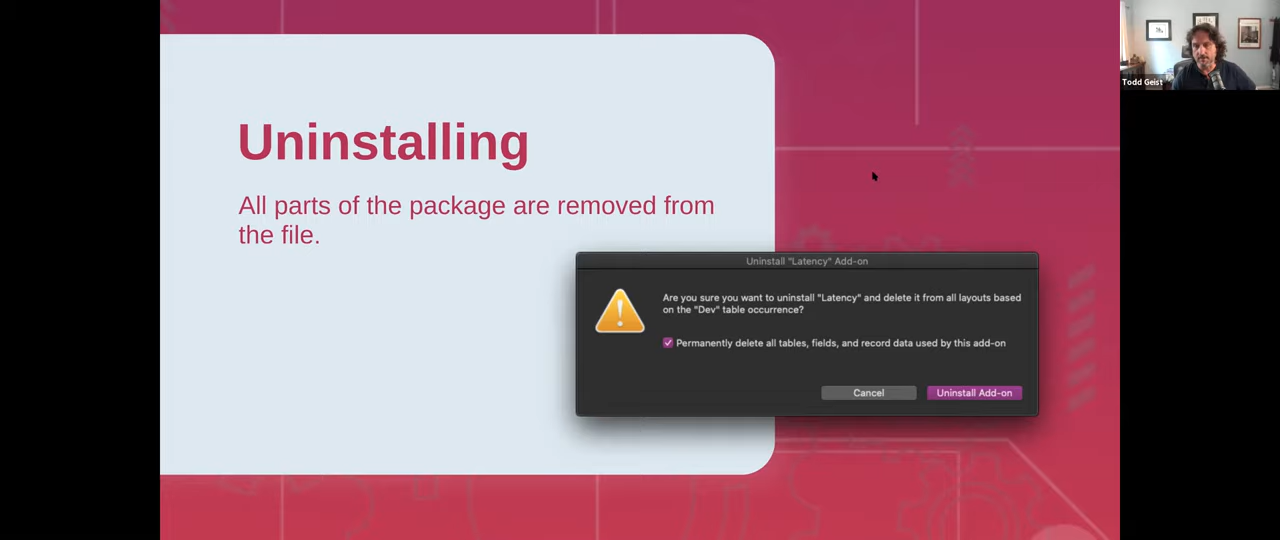 Uninstalling
All parts of the package are removed from
the file.
Uninstall "Latency" Add-on
Are you sure you want to uninstall "Latency" and delete it from all layouts based
on the "Dev" table occurrence?
Permanently delete all tables, fields, and record data used by this add-on
Cancel
Uninstall Add-on
Todd Geist